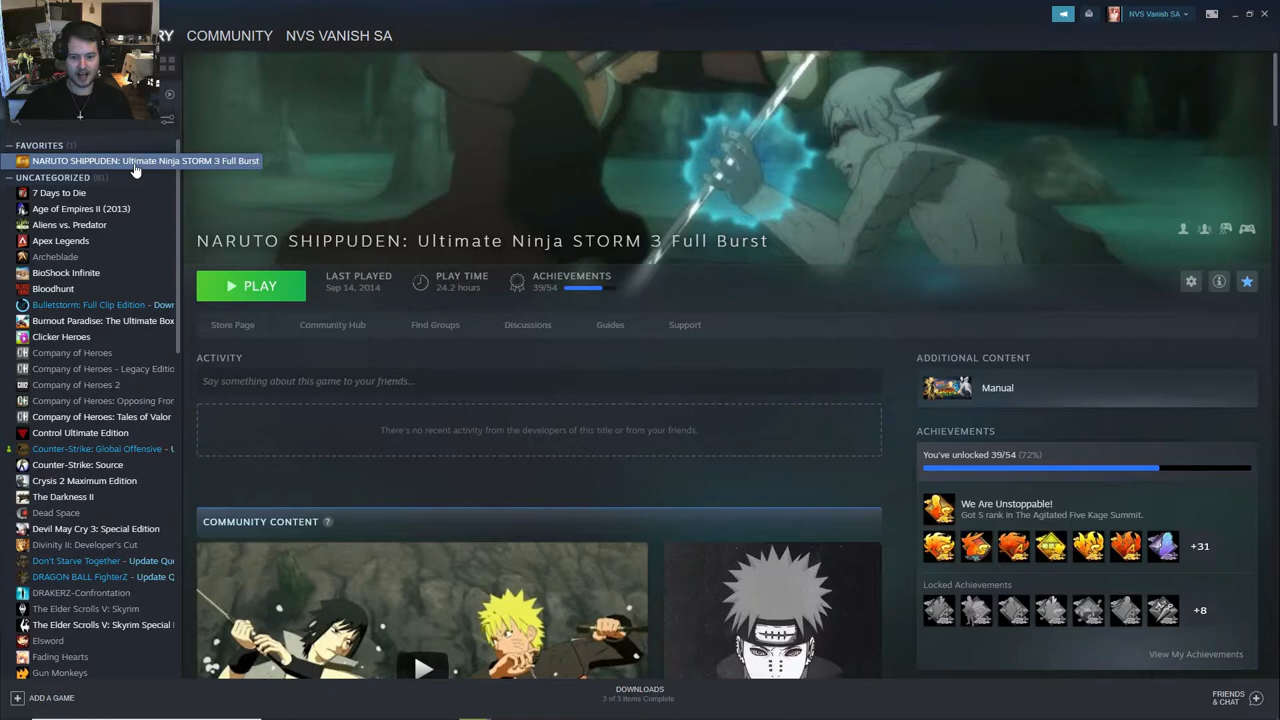 RY COMMUNITY NVS VANISH SA
NVS Vanish SA
FAVORITES (1)
NARUTO SHIPPUDEN: Ultimate Ninja STORM 3 Full Burst
UNCATEGORIZED (81)
7 Days to Die
Age of Empires II (2013)
Aliens vs. Predator
Apex Legends
Archeblade
BioShock Infinite
Bloodhunt
Bulletstorm: Full Clip Edition - Down
Burnout Paradise: The Ultimate Box
Clicker Heroes
Company of Heroes
Company of Heroes - Legacy Editio
Company of Heroes 2
Company of Heroes: Opposing Fron
Company of Heroes: Tales of Valor
Control Ultimate Edition
Counter-Strike: Global Offensive - U
Counter-Strike: Source
Crysis 2 Maximum Edition
The Darkness II
Dead Space
Devil May Cry 3: Special Edition
Divinity II: Developer's Cut
Don't Starve Together - Update Qu
DRAGON BALL FighterZ - Update Q
DRAKERZ-Confrontation
The Elder Scrolls V: Skyrim
The Elder Scrolls V: Skyrim Special
Elsword
Fading Hearts
Gun Monkeys
ADD A GAME
NARUTO SHIPPUDEN: Ultimate Ninja STORM 3 Full Burst
PLAY
LAST PLAYED
Sep 14, 2014
PLAY TIME
24.2 hours
ACHIEVEMENTS
39/54
Store Page Community Hub Find Groups Discussions Guides Support
ACTIVITY
Say something about this game to your friends...
There's no recent activity from the developers of this title or from your friends.
COMMUNITY CONTENT ?
ADDITIONAL CONTENT
Manual
ACHIEVEMENTS
You've unlocked 39/54 (72%)
We Are Unstoppable!
Got S rank in The Agitated Five Kage Summit.
+31
Locked Achievements
+8
View My Achievements
DOWNLOADS
3 of 3 Items Complete
FRIENDS
& CHAT